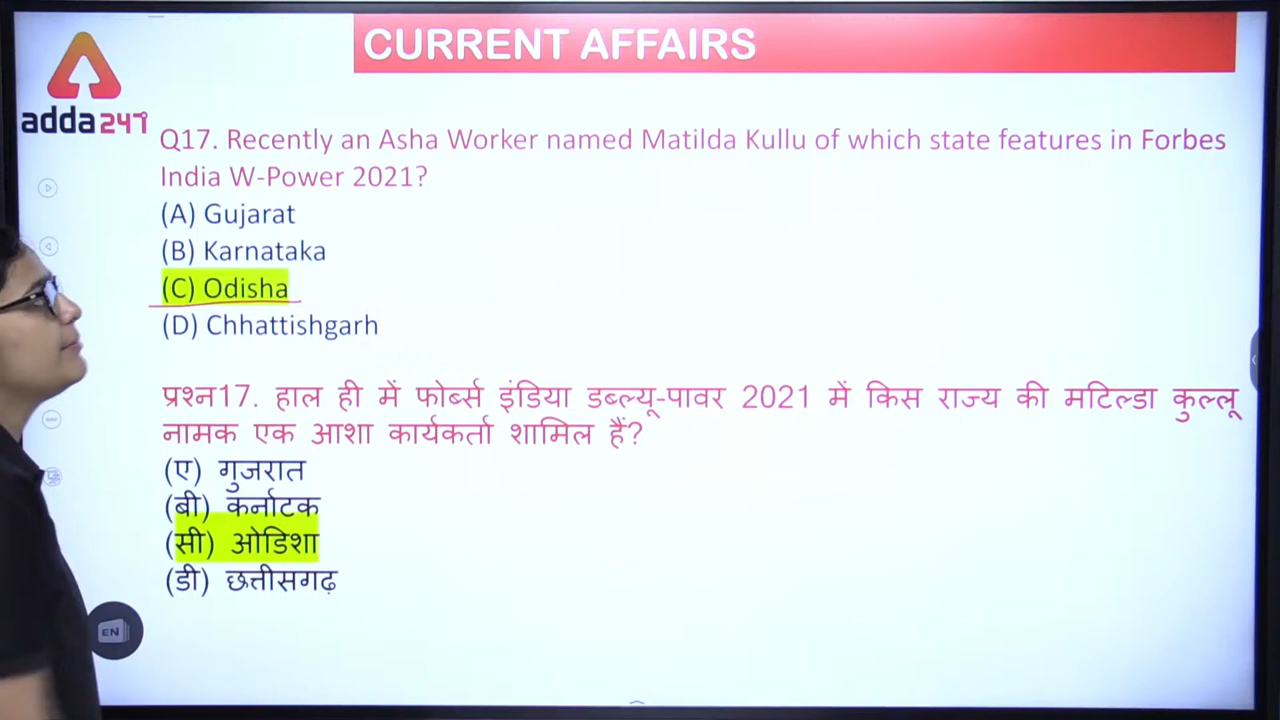 CURRENT AFFAIRS
adda247
Q17. Recently an Asha Worker named Matilda Kullu of which state features in Forbes
India W-Power 2021?
(A) Gujarat
(B) Karnataka
(C) Odisha
(D) Chhattishgarh
प्रश्न17. हाल ही में फोर्ब्स इंडिया डब्ल्यू-पावर 2021 में किस राज्य की मटिल्डा कुल्लू
नामक एक आशा कार्यकर्ता शामिल हैं?
(ए) गुजरात
(बी) कर्नाटक
(सी) ओडिशा
(डी) छत्तीसगढ़
EN